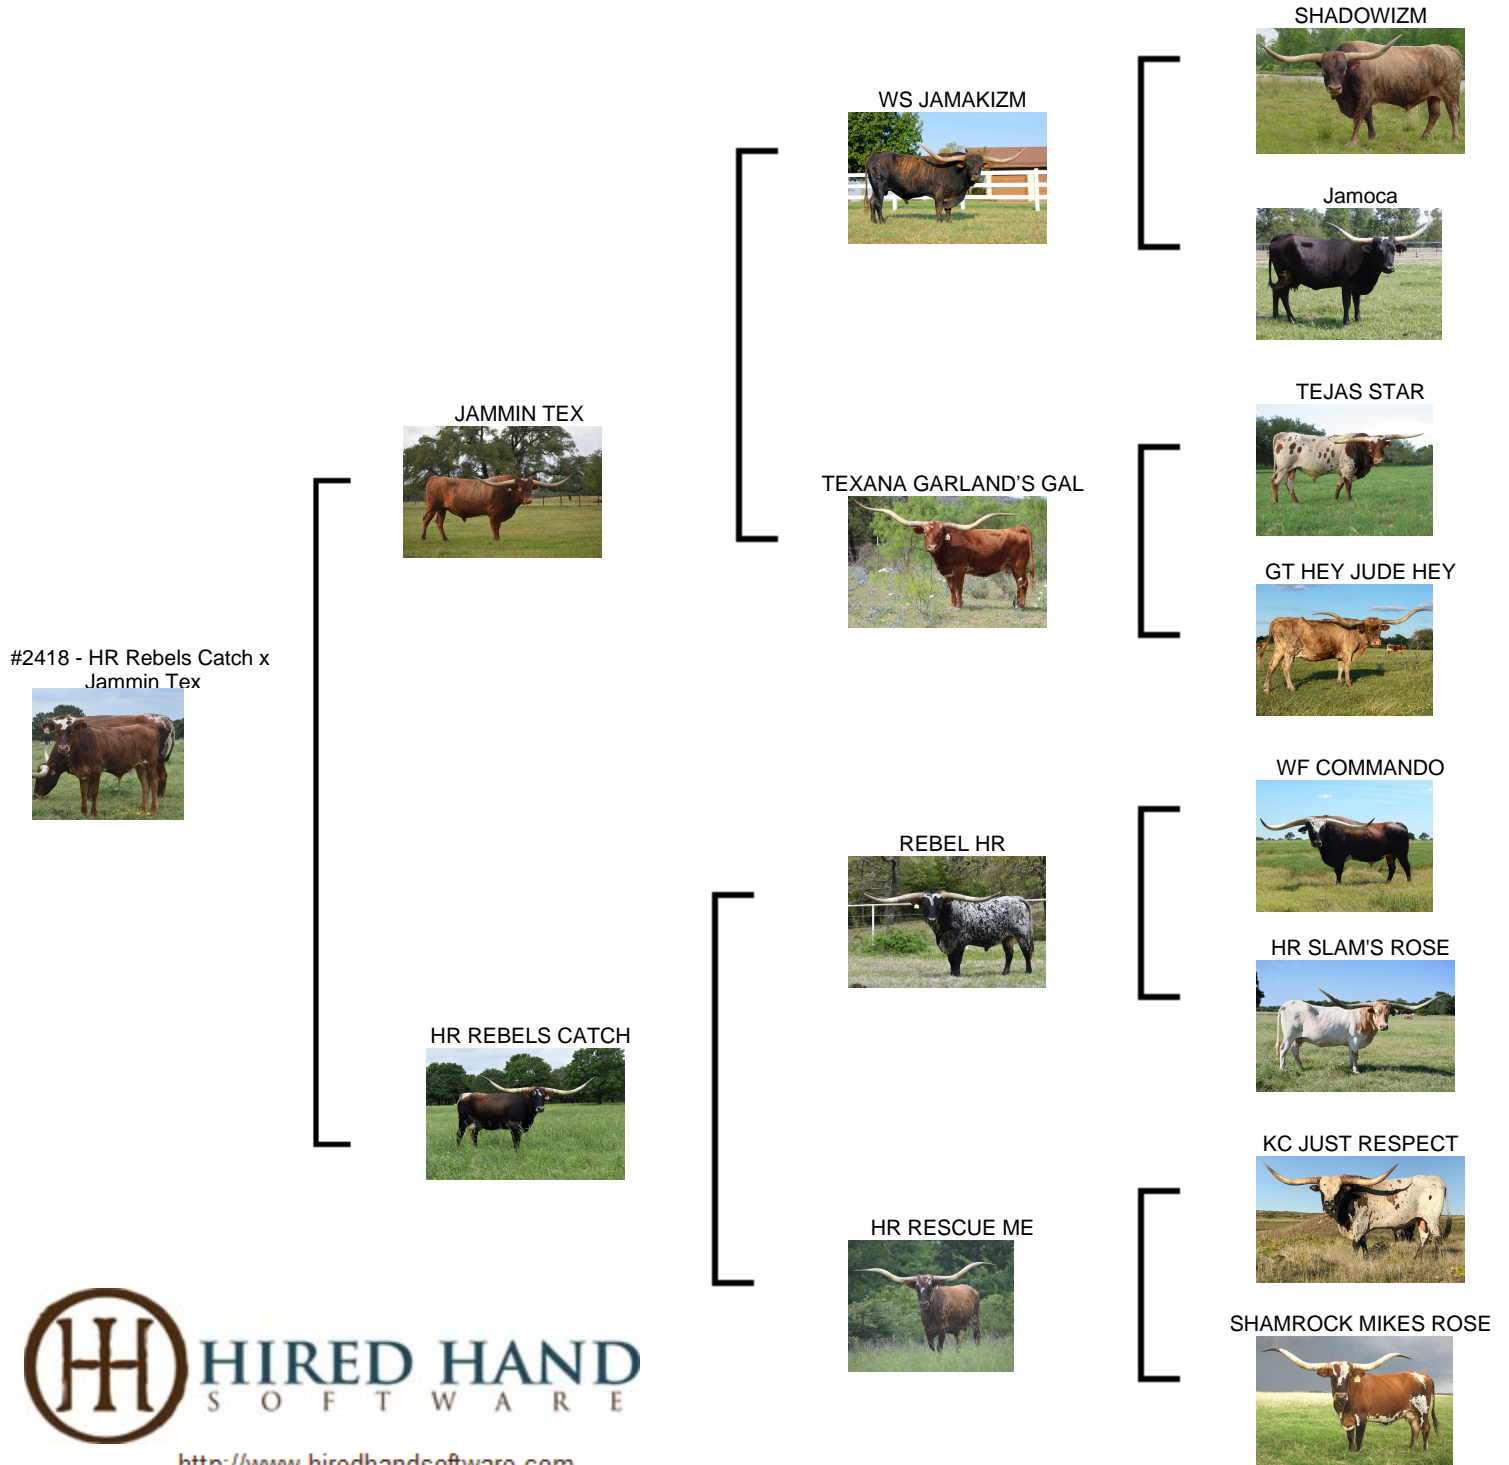 SHADOWIZM
WS JAMAKIZM
Jamoca
TEJAS STAR
JAMMIN TEX
TEXANA GARLAND'S GAL
GT HEY JUDE HEY
#2418 - HR Rebels Catch x
Jammin Tex
WF COMMANDO
REBEL HR
HR SLAM'S ROSE
HR REBELS CATCH
KC JUST RESPECT
HR RESCUE ME
SHAMROCK MIKES ROSE
HIRED HAND
SOFTWARE
http://www.hiredhandsoftware.com